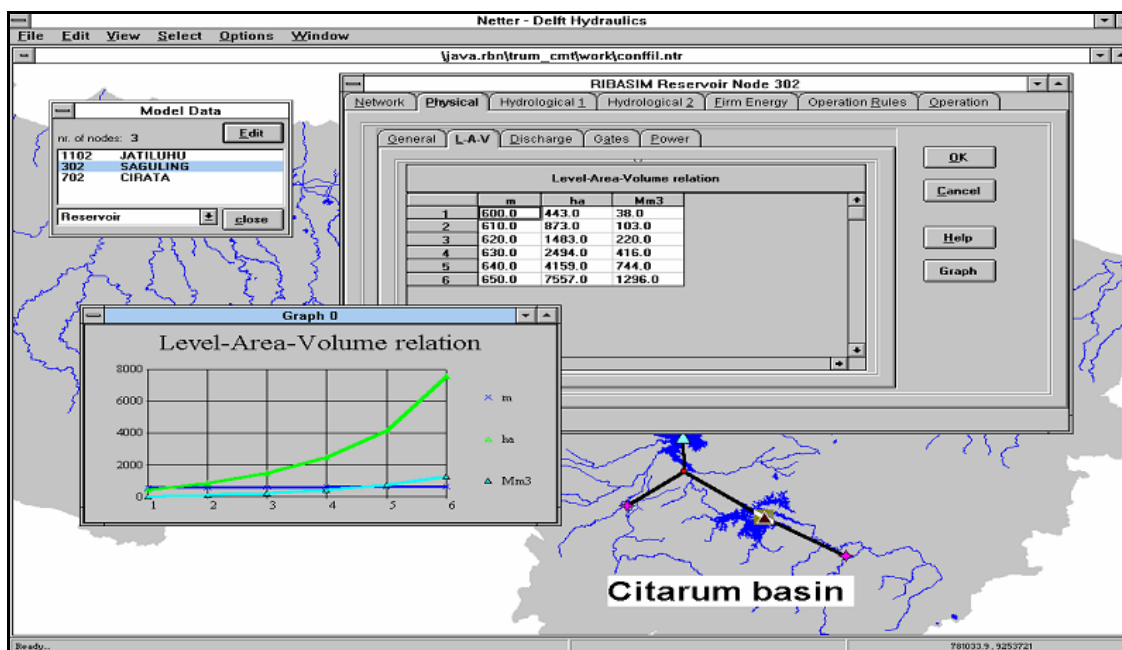 Netter - Delft Hydraulics
File Edit View Select Options Window
\java.rbn\trum_cmt\work\conffil.ntr
Model Data
nr. of nodes: 3 Edit
1102 JATILUHU
302 SAGULING
702 CIRATA
Reservoir close
RIBASIM Reservoir Node 302
Network Physical Hydrological 1 Hydrological 2 Firm Energy Operation Rules Operation
General L-A-V Discharge Gates Power
OK
Cancel
Help
Graph
Level-Area-Volume relation
m ha Mm3
1 600.0 443.0 38.0
2 610.0 873.0 103.0
3 620.0 1483.0 220.0
4 630.0 2494.0 416.0
5 640.0 4159.0 744.0
6 650.0 7557.0 1296.0
Graph 0
Level-Area-Volume relation
8000
6000
4000
2000
0
1 2 3 4 5 6
m
ha
Mm3
Citarum basin
Ready.. 781033.9 , 9253721